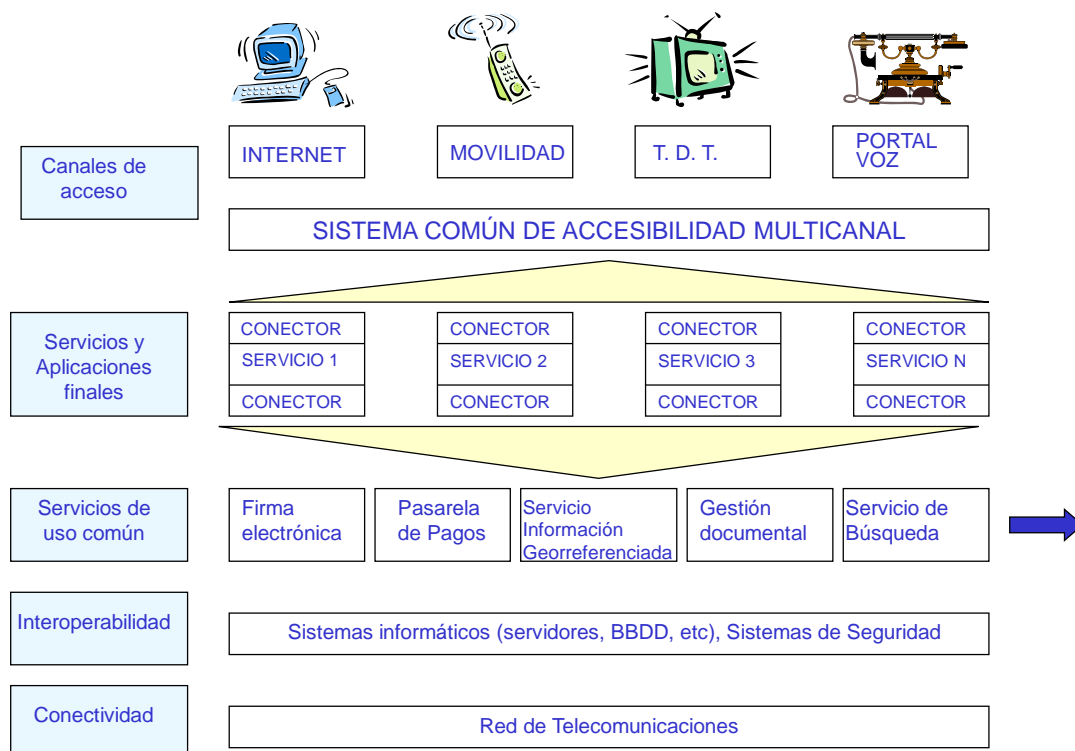 INTERNET
MOVILIDAD
T. D. T.
PORTAL
VOZ
Canales de
acceso
SISTEMA COMÚN DE ACCESIBILIDAD MULTICANAL
Servicios y
Aplicaciones
finales
CONECTOR
SERVICIO 1
CONECTOR
CONECTOR
SERVICIO 2
CONECTOR
CONECTOR
SERVICIO 3
CONECTOR
CONECTOR
SERVICIO N
CONECTOR
Servicios de
uso común
Firma
electrónica
Pasarela
de Pagos
Servicio
Información
Georreferenciada
Gestión
documental
Servicio de
Búsqueda
Interoperabilidad
Sistemas informáticos (servidores, BBDD, etc), Sistemas de Seguridad
Conectividad
Red de Telecomunicaciones